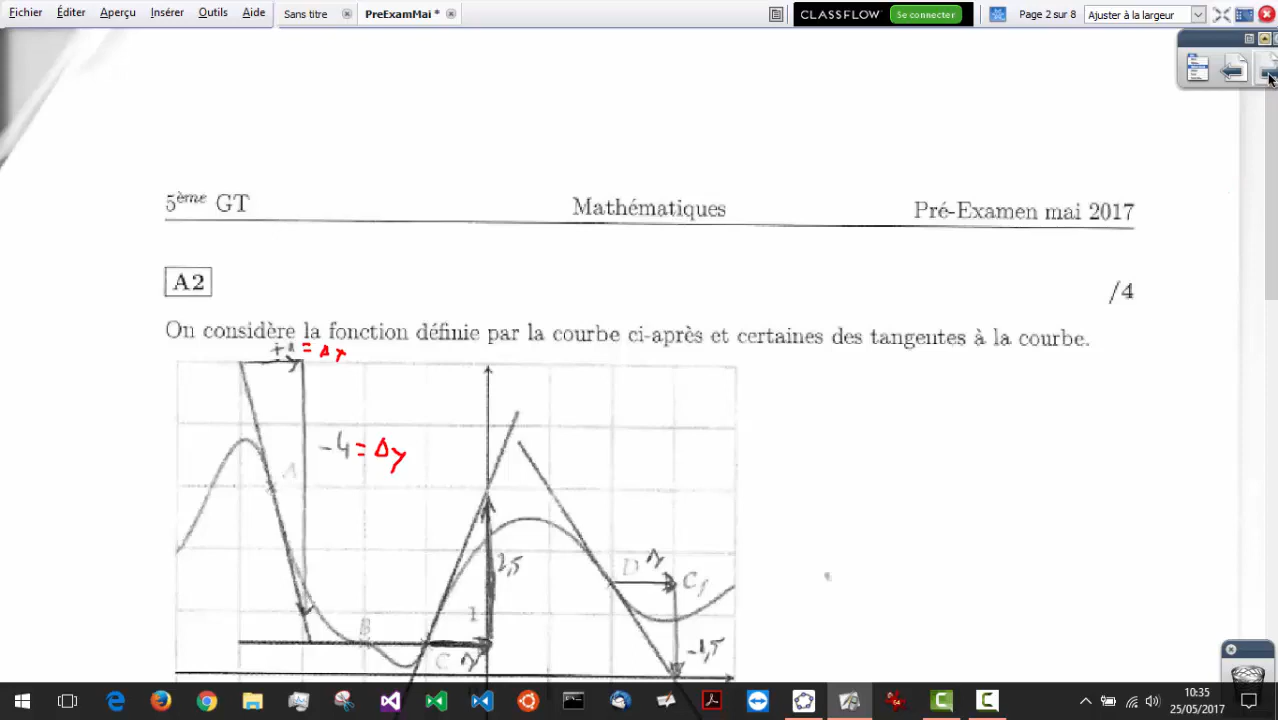 Fichier Éditer Aperçu Insérer Outils Aide Sans titre PreExamMai * CLASSFLOW Se connecter Page 2 sur 8 Ajuster à la largeur
5ème GT Mathématiques Pré-Examen mai 2017
A2 /4
On considère la fonction définie par la courbe ci-après et certaines des tangentes à la courbe.
-4 = Δy
A
2,5
D
C
1
B
-1,5
C
10:35
25/05/2017